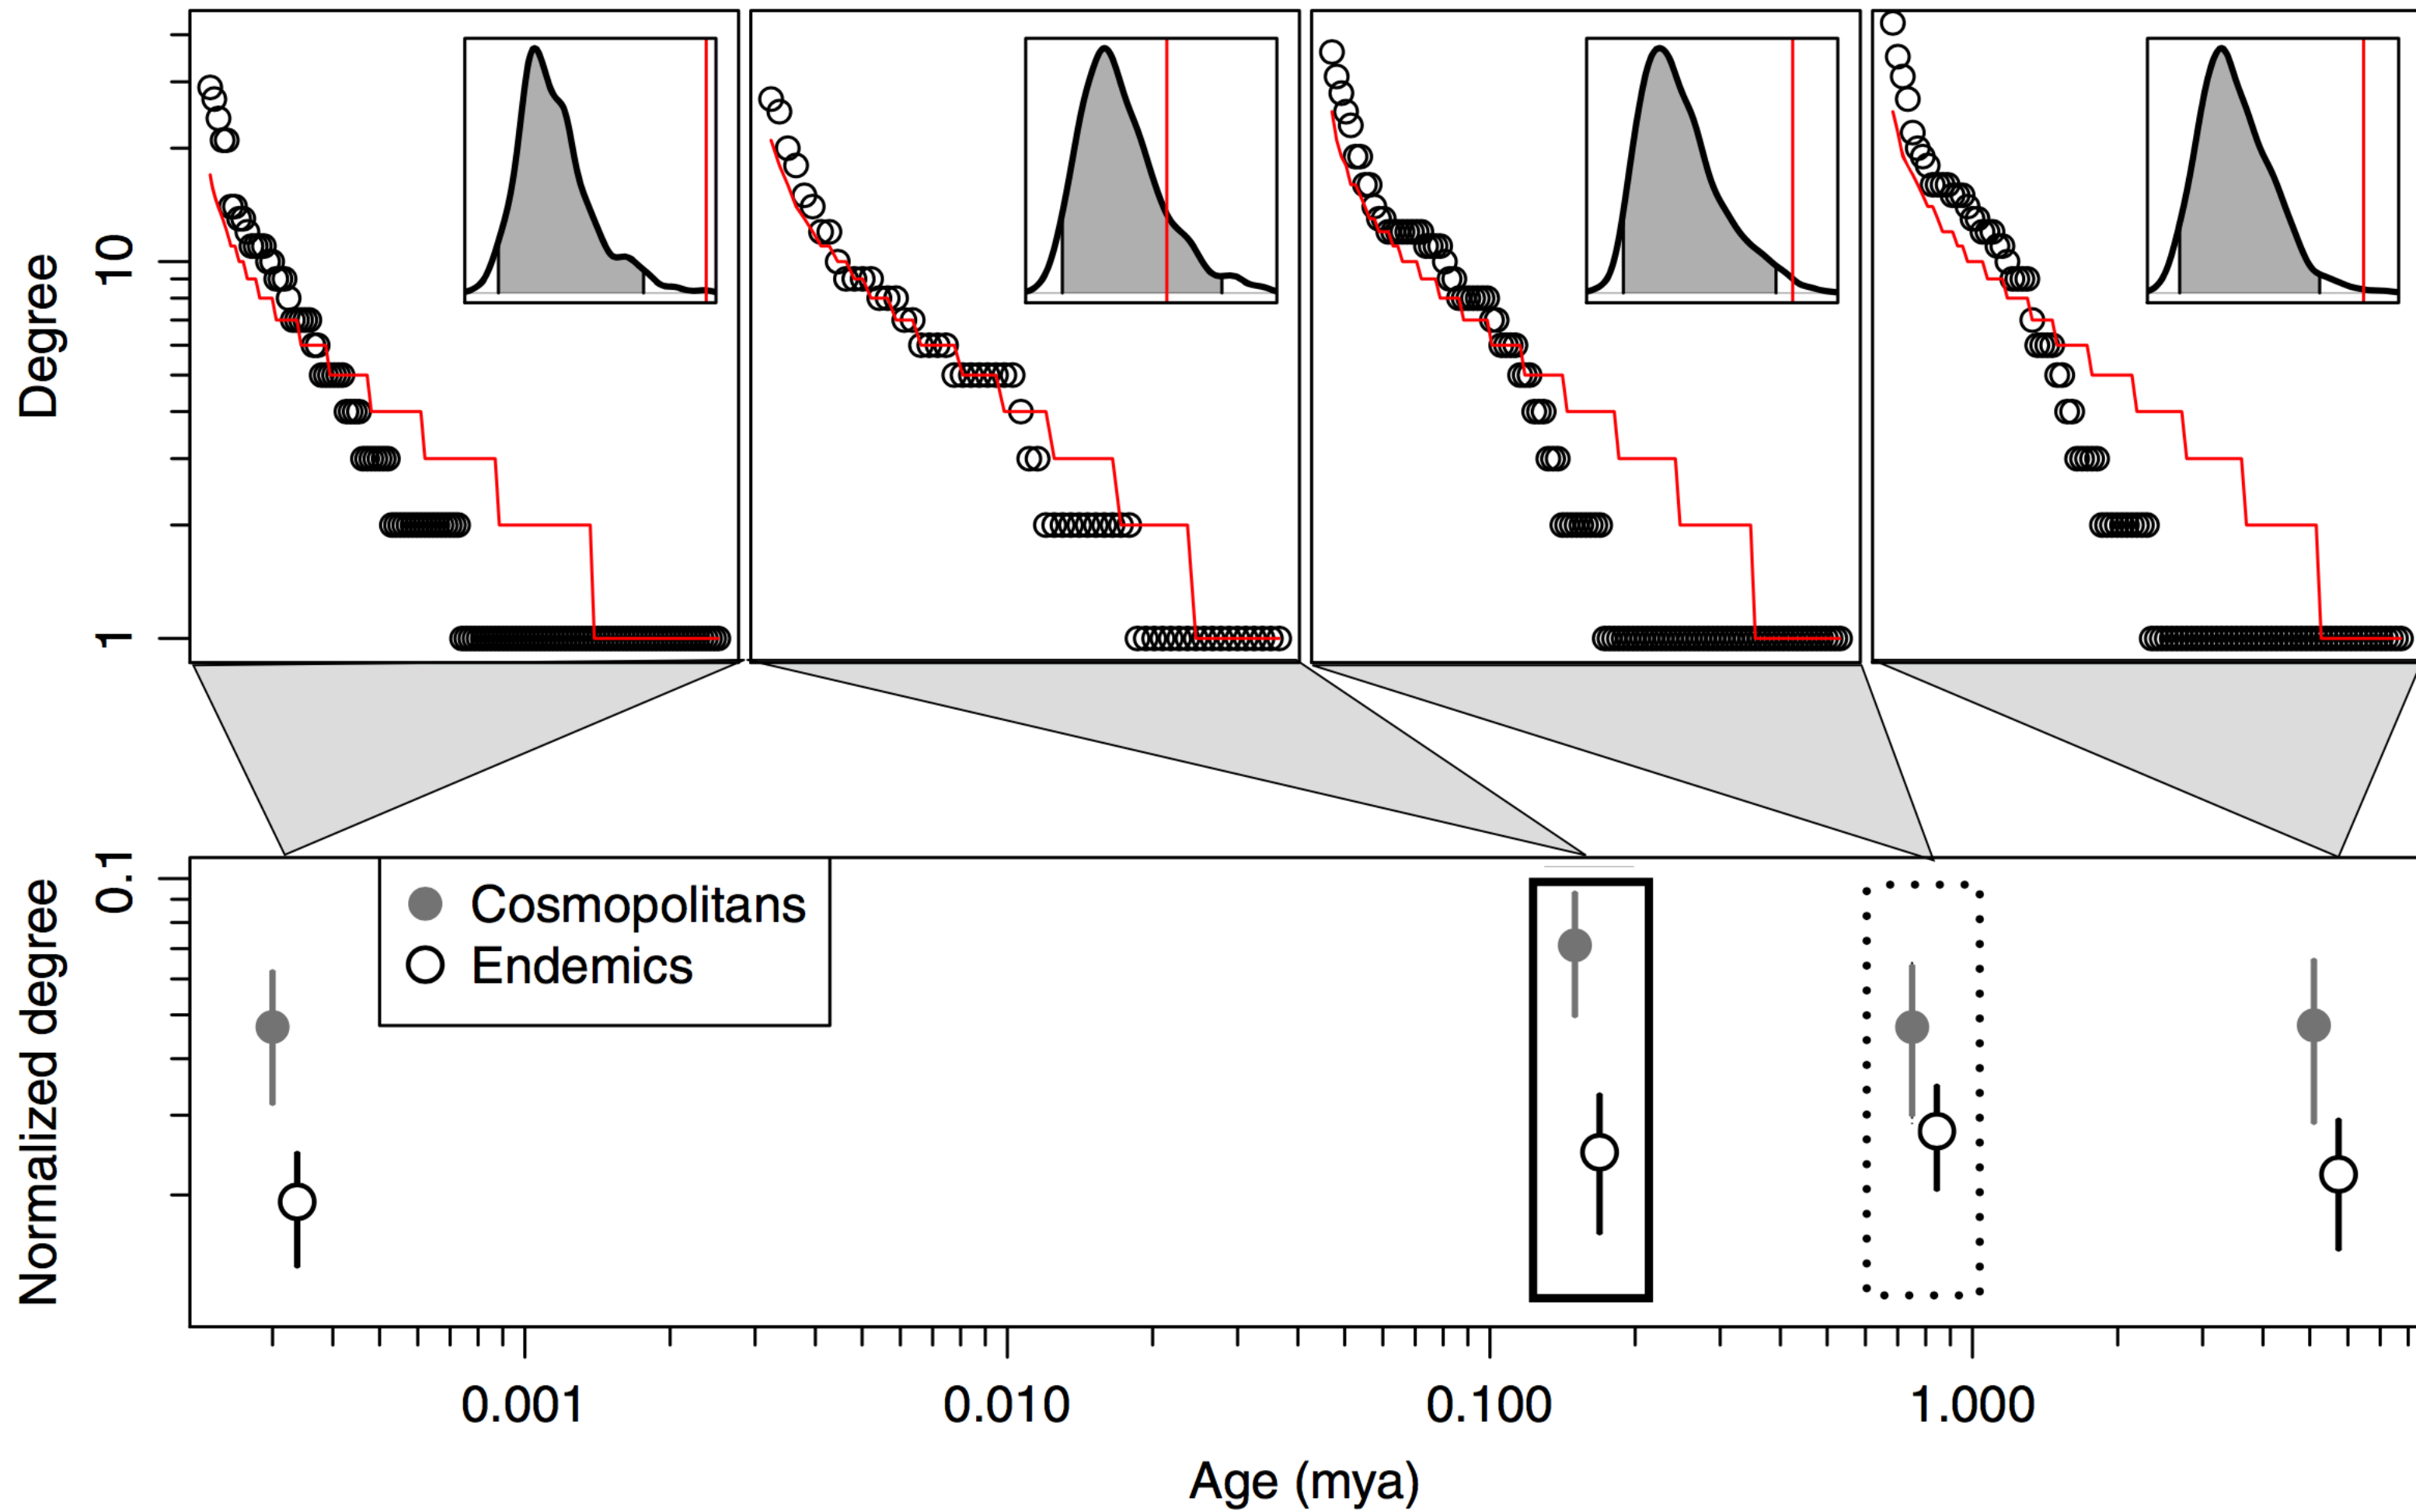 Degree
10
1
Normalized degree
0.1
Cosmopolitans
Endemics
0.001
0.010
0.100
1.000
Age (mya)